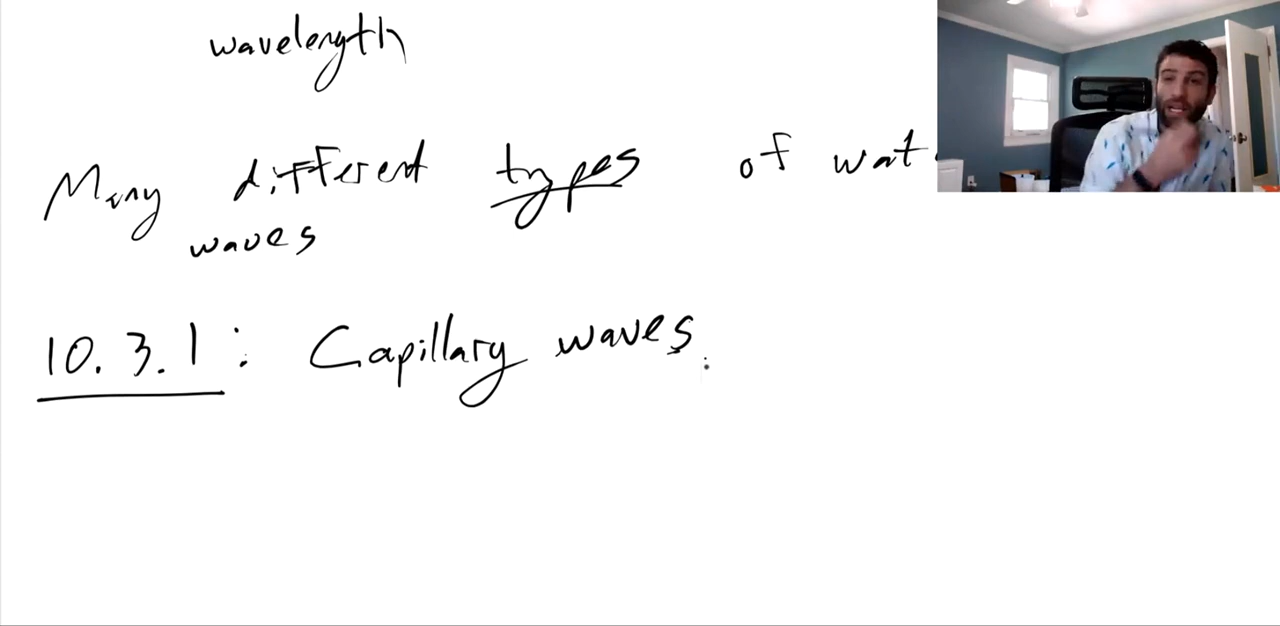 wavelength
Many different types of wat
waves
10.3.1: Capillary waves.